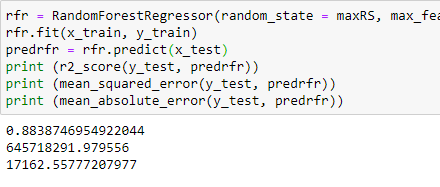 rfr = RandomForestRegressor(random_state = maxRS, max_fea
rfr.fit(x_train, y_train)
predrfr = rfr.predict(x_test)
print (r2_score(y_test, predrfr))
print (mean_squared_error(y_test, predrfr))
print (mean_absolute_error(y_test, predrfr))
0.8838746954922044
645718291.979556
17162.55777207977